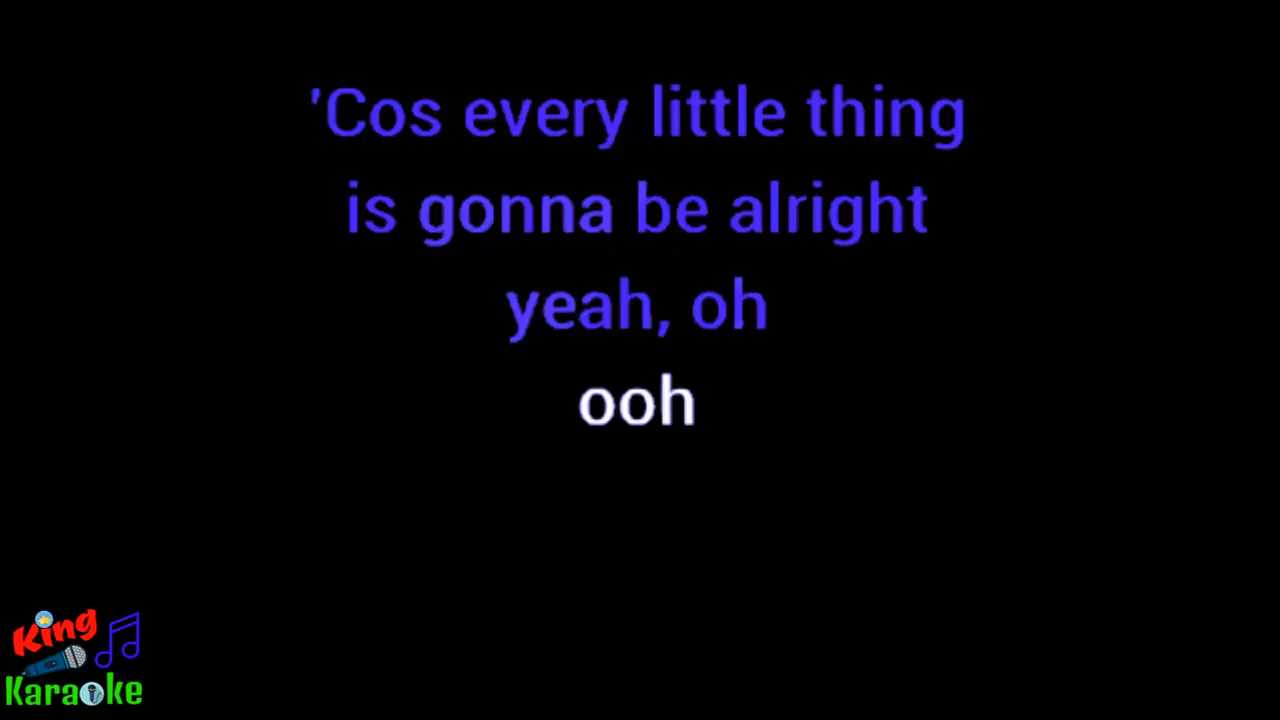 'Cos every little thing
is gonna be alright
yeah, oh
ooh
King
Karaoke